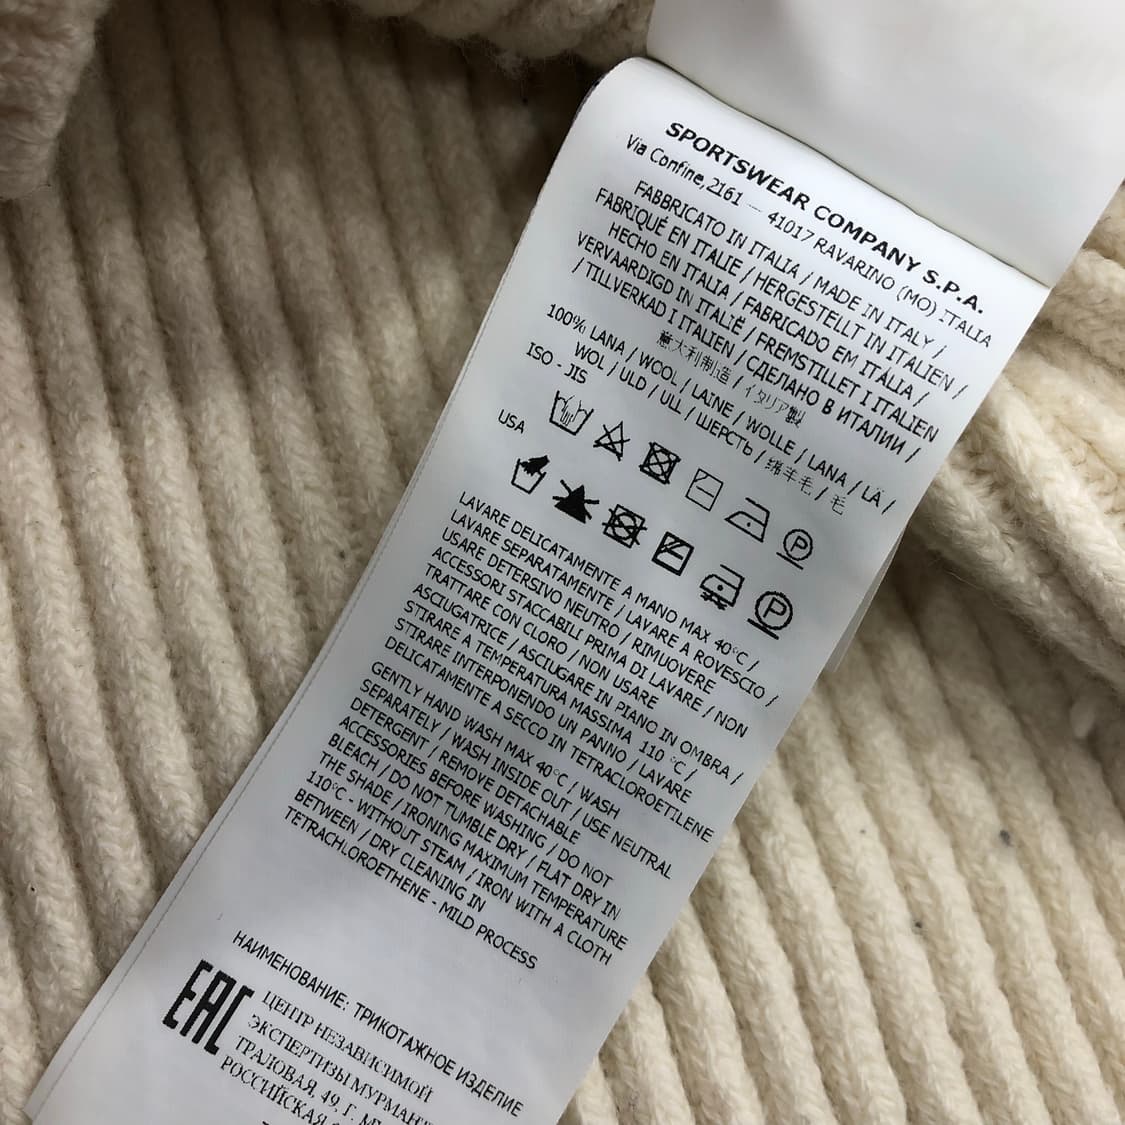 SPORTSWEAR COMPANY S.P.A.
Via Confine,2161 — 41017 RAVARINO (MO) ITALIA
FABBRICATO IN ITALIA / MADE IN ITALY /
FABRIQUÉ EN ITALIE / HERGESTELLT IN ITALIEN /
HECHO EN ITALIA / FABRICADO EM ITÁLIA /
VERVAARDIGD IN ITALIË / FREMSTILLET I ITALIEN
/ TILLVERKAD I ITALIEN / СДЕЛАНО В ИТАЛИИ /
意大利制造 / イタリア製
100% LANA / WOOL / LAINE / WOLLE / LANA / LÃ /
WOL / ULD / ULL / ШЕРСТЬ / 绵羊毛 / 毛
ISO - JIS
P
USA
P
LAVARE DELICATAMENTE A MANO MAX 40°C /
LAVARE SEPARATAMENTE / LAVARE A ROVESCIO /
USARE DETERSIVO NEUTRO / RIMUOVERE
ACCESSORI STACCABILI PRIMA DI LAVARE / NON
TRATTARE CON CLORO / NON USARE
ASCIUGATRICE / ASCIUGARE IN PIANO IN OMBRA /
STIRARE A TEMPERATURA MASSIMA 110 °C /
STIRARE INTERPONENDO UN PANNO / LAVARE
DELICATAMENTE A SECCO IN TETRACLOROETILENE
GENTLY HAND WASH MAX 40°C / WASH
SEPARATELY / WASH INSIDE OUT / USE NEUTRAL
DETERGENT / REMOVE DETACHABLE
ACCESSORIES BEFORE WASHING / DO NOT
BLEACH / DO NOT TUMBLE DRY / FLAT DRY IN
THE SHADE / IRONING MAXIMUM TEMPERATURE
110°C - WITHOUT STEAM / IRON WITH A CLOTH
BETWEEN / DRY CLEANING IN
TETRACHLOROETHENE - MILD PROCESS
НАИМЕНОВАНИЕ: ТРИКОТАЖНОЕ ИЗДЕЛИЕ
EAC
ЦЕНТР НЕЗАВИСИМОЙ
ЭКСПЕРТИЗЫ МУРМАН
ТРАЛОВАЯ, 49, Г.
РОССИЙСКАЯ